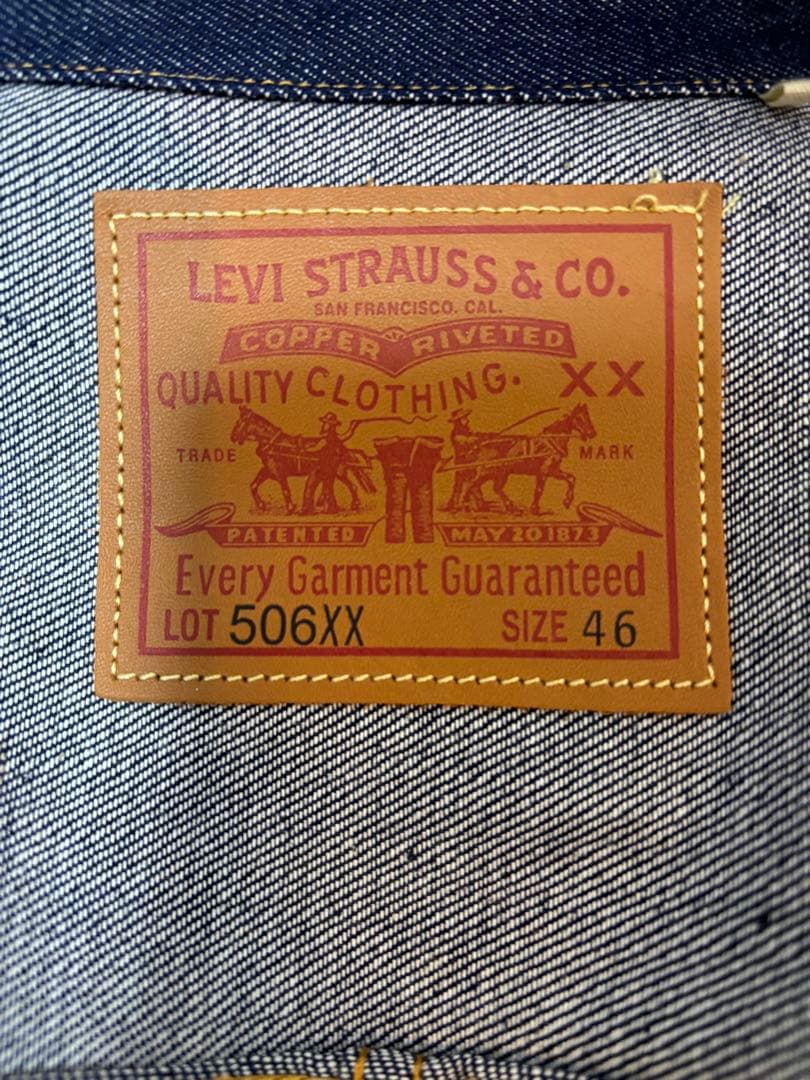 LEVI STRAUSS & CO.
SAN FRANCISCO. CAL.
COPPER RIVETED
QUALITY CLOTHING. XX
TRADE MARK
PATENTED MAY 20 1873
Every Garment Guaranteed
LOT 506XX SIZE 46